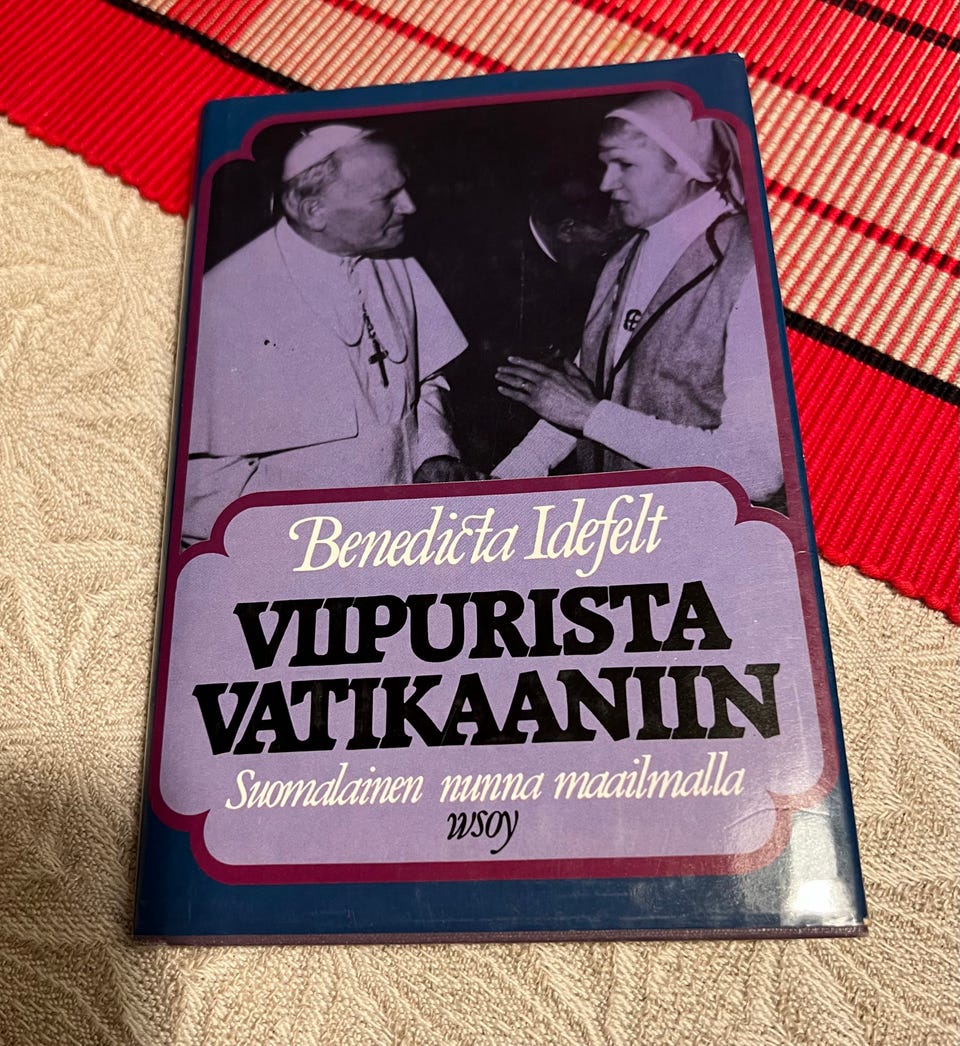 Benedicta Idefelt
VIIPURISTA
VATIKAANIIN
Suomalainen nunna maailmalla
wsoy